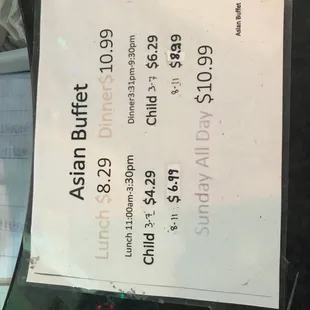 Asian Buffet
Lunch $8.29 Dinner$10.99
Lunch 11:00am-3:30pm Dinner3:31pm-9:30pm
Child 3-7 $4.29 Child 3-7 $6.29
8-11 $6.99 8-11 $8.99
Sunday All Day $10.99
Asian Buffet